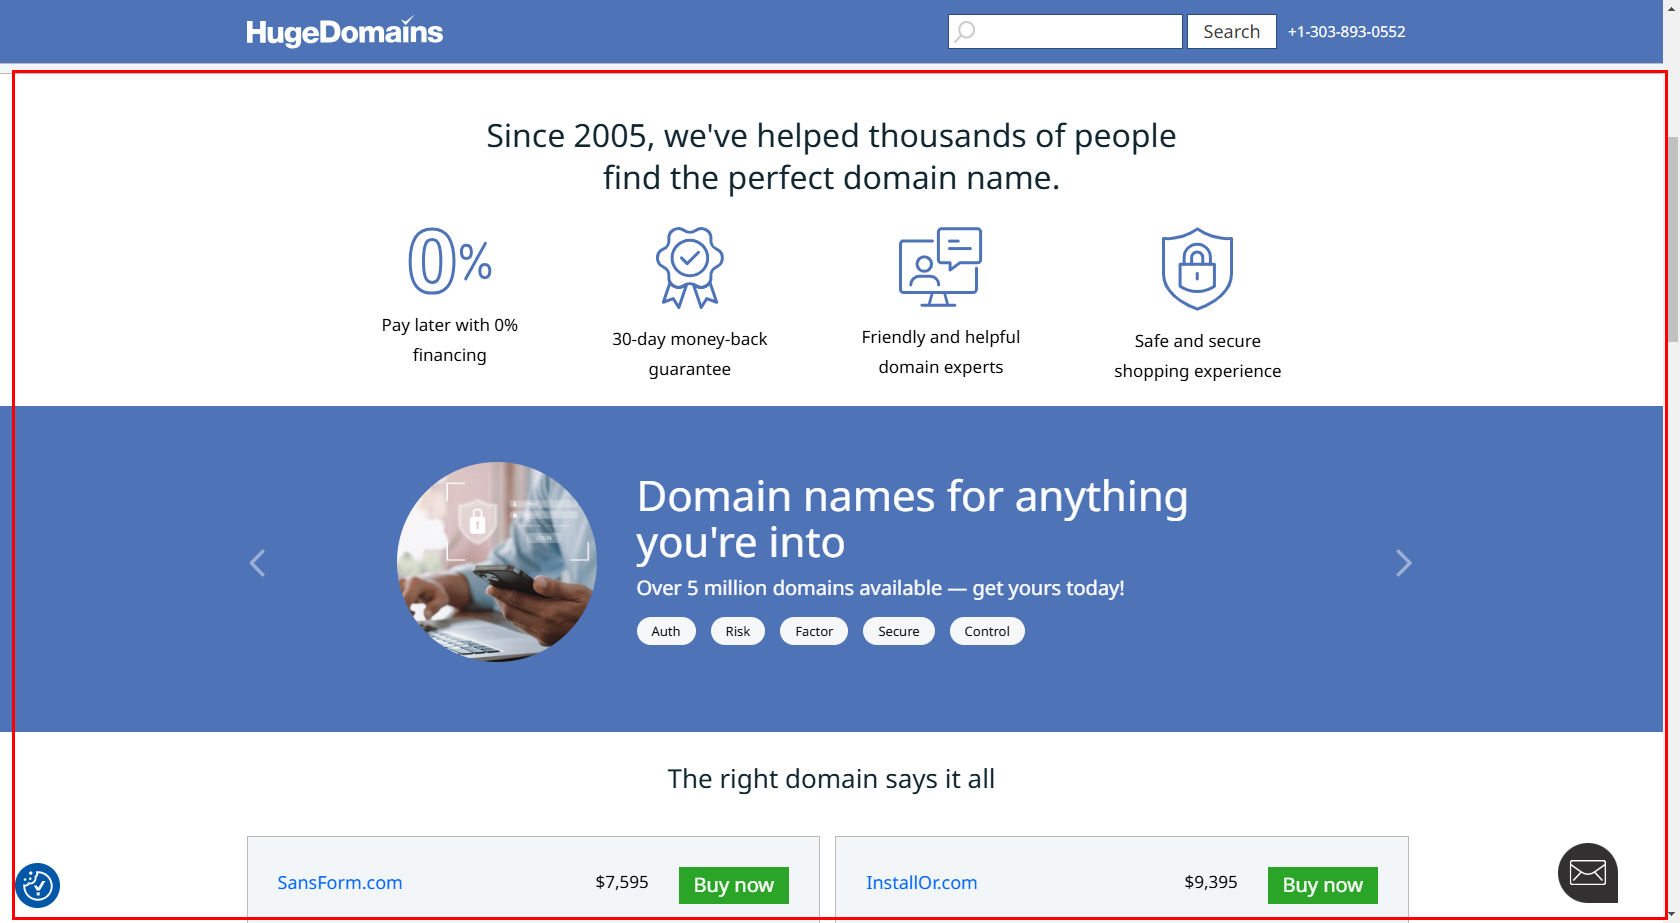 HugeDomains
Search
+1-303-893-0552
Since 2005, we've helped thousands of people
find the perfect domain name.
0%
Pay later with 0%
financing
30-day money-back
guarantee
Friendly and helpful
domain experts
Safe and secure
shopping experience
Domain names for anything
you're into
Over 5 million domains available — get yours today!
Auth
Risk
Factor
Secure
Control
LOGIN
The right domain says it all
SansForm.com $7,595 Buy now
InstallOr.com $9,395 Buy now